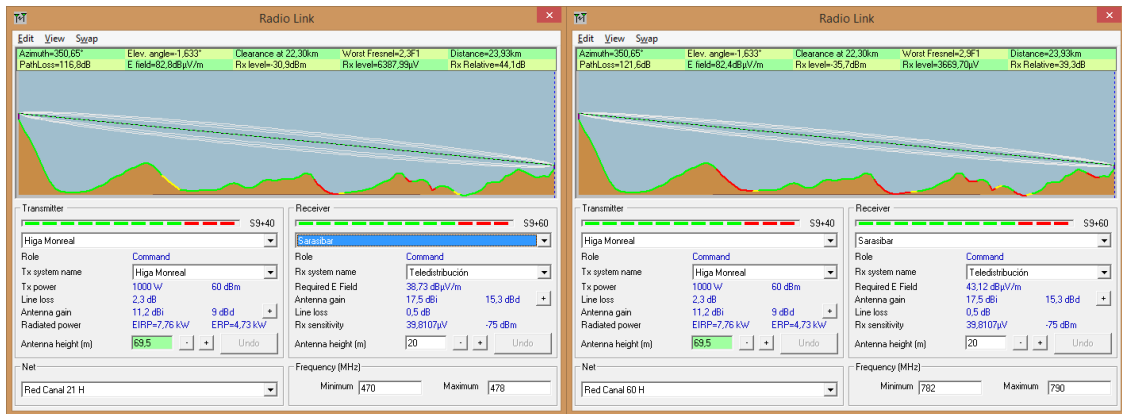 Radio Link
Edit View Swap
Azimuth=350,65° Elev. angle=-1,633° Clearance at 22,30km Worst Fresnel=2,3F1 Distance=23,93km
PathLoss=116,8dB E field=82,8dBµV/m Rx level=-30,9dBm Rx level=6387,99µV Rx Relative=44,1dB
Transmitter
S9+40
Higa Monreal
Role Command
Tx system name Higa Monreal
Tx power 1000 W 60 dBm
Line loss 2,3 dB
Antenna gain 11,2 dBi 9 dBd +
Radiated power EIRP=7,76 kW ERP=4,73 kW
Antenna height (m) 69,5 - + Undo
Net
Red Canal 21 H
Receiver
S9+60
Sarasibar
Role Command
Rx system name Teledistribución
Required E Field 38,73 dBµV/m
Antenna gain 17,5 dBi 15,3 dBd +
Line loss 0,5 dB
Rx sensitivity 39,8107µV -75 dBm
Antenna height (m) 20 - + Undo
Frequency (MHz)
Minimum 470 Maximum 478
Radio Link
Edit View Swap
Azimuth=350,65° Elev. angle=-1,633° Clearance at 22,30km Worst Fresnel=2,9F1 Distance=23,93km
PathLoss=121,6dB E field=82,4dBµV/m Rx level=-35,7dBm Rx level=3669,70µV Rx Relative=39,3dB
Transmitter
S9+40
Higa Monreal
Role Command
Tx system name Higa Monreal
Tx power 1000 W 60 dBm
Line loss 2,3 dB
Antenna gain 11,2 dBi 9 dBd +
Radiated power EIRP=7,76 kW ERP=4,73 kW
Antenna height (m) 69,5 - + Undo
Net
Red Canal 60 H
Receiver
S9+60
Sarasibar
Role Command
Rx system name Teledistribución
Required E Field 43,12 dBµV/m
Antenna gain 17,5 dBi 15,3 dBd +
Line loss 0,5 dB
Rx sensitivity 39,8107µV -75 dBm
Antenna height (m) 20 - + Undo
Frequency (MHz)
Minimum 782 Maximum 790